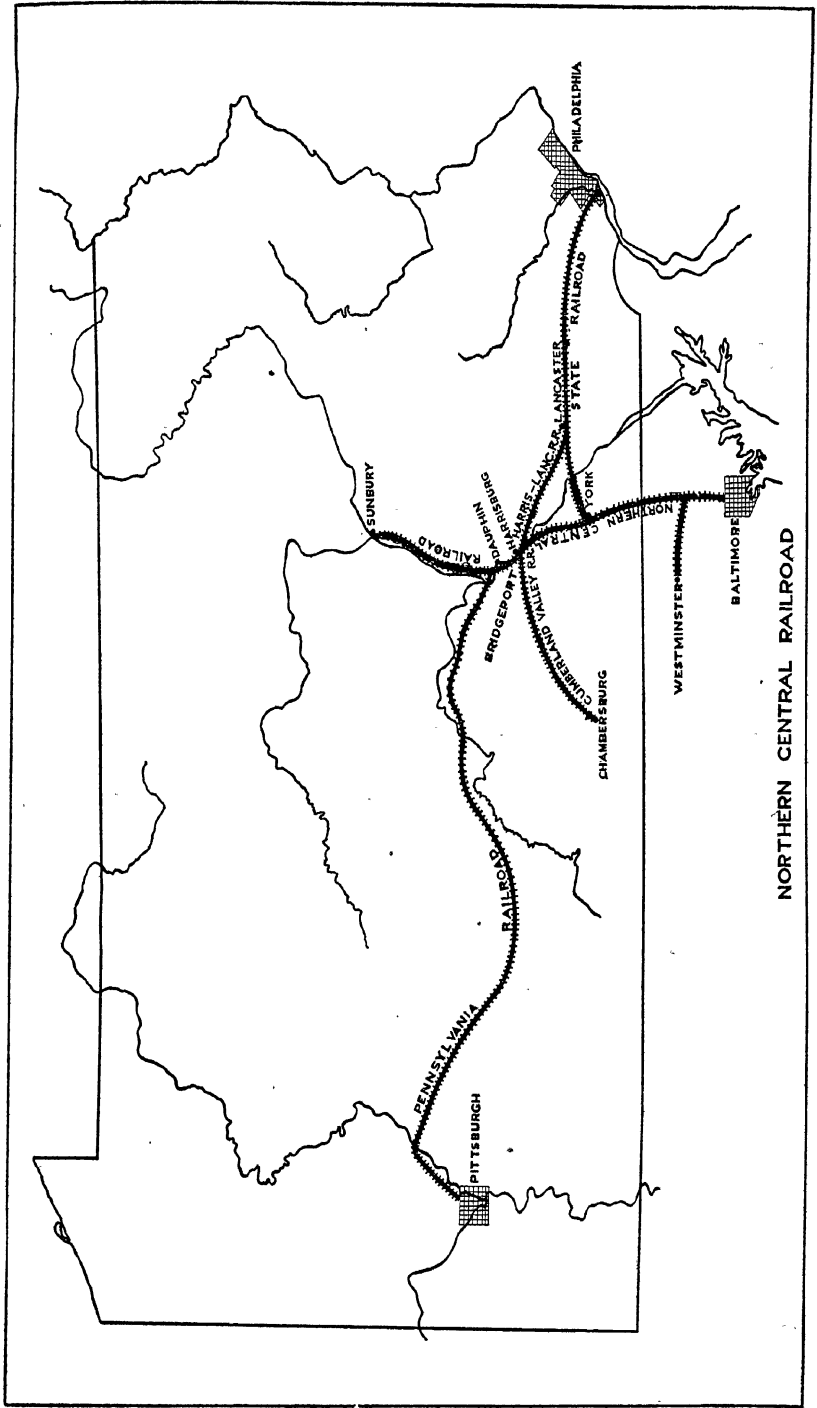 PHILADELPHIA
STATE RAILROAD
LANCASTER
HARRIS.-LANC.R.R.
SUNBURY
RAILROAD
DAUPHIN
HARRISBURG
YORK
NORTHERN CENTRAL
BRIDGEPORT
CUMBERLAND VALLEY RR
CHAMBERSBURG
WESTMINSTER
BALTIMORE
PENNSYLVANIA RAILROAD
PITTSBURGH
NORTHERN CENTRAL RAILROAD